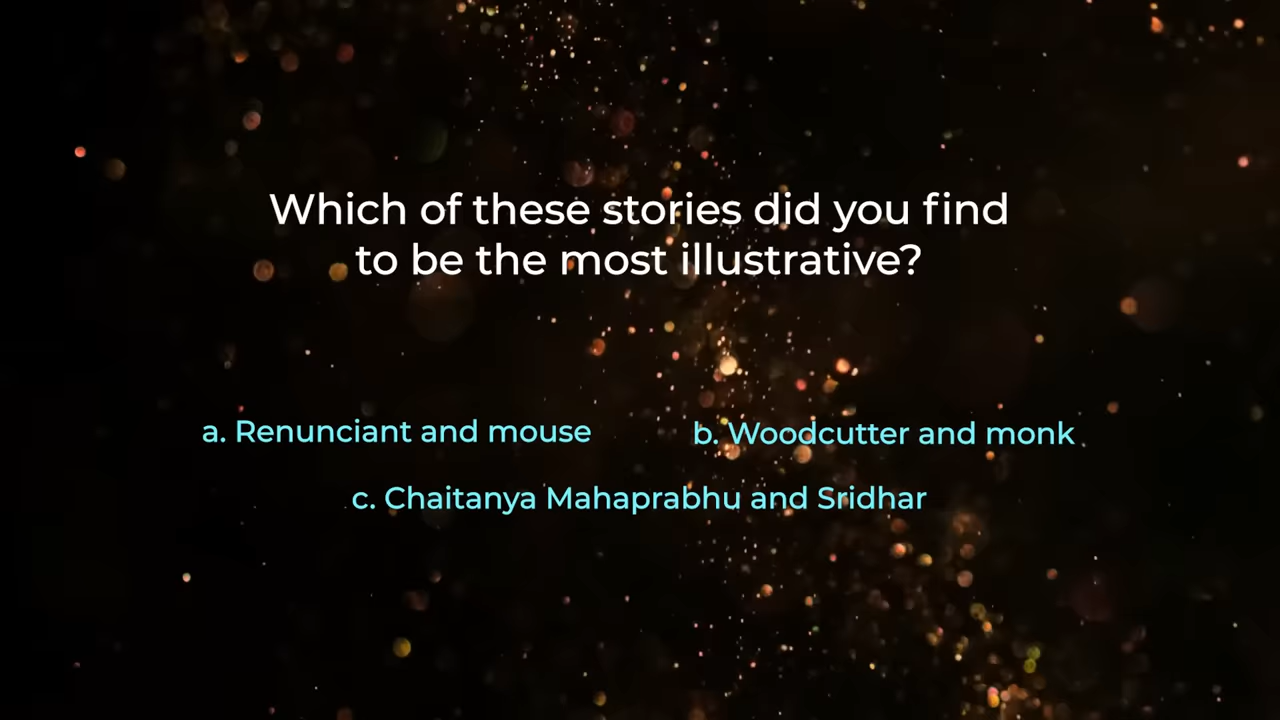 Which of these stories did you find
to be the most illustrative?
a. Renunciant and mouse
b. Woodcutter and monk
c. Chaitanya Mahaprabhu and Sridhar